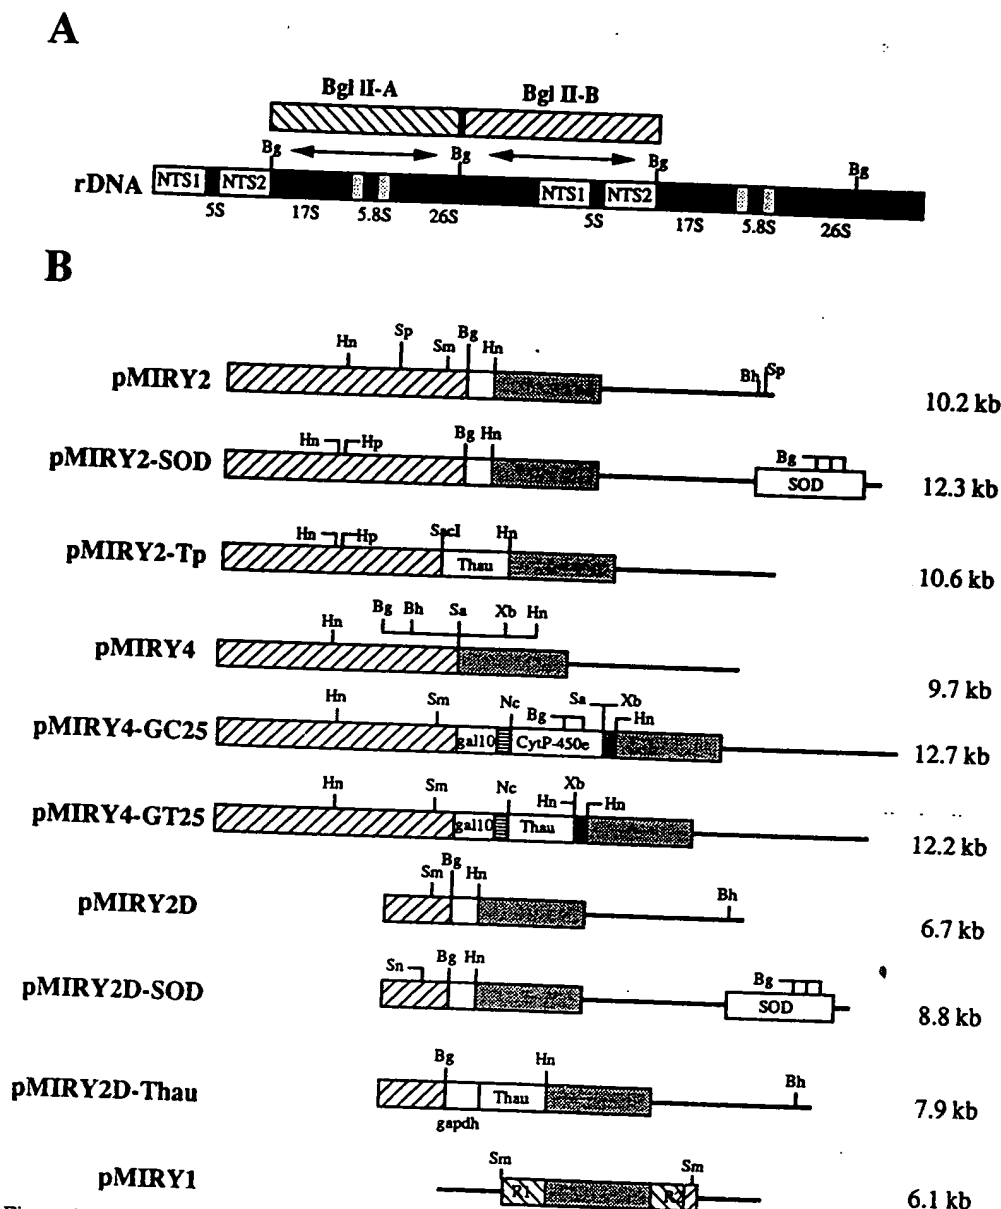 A
Bgl II-A Bgl II-B
Bg Bg Bg Bg
rDNA NTS1 NTS2 NTS1 NTS2
5S 17S 5.8S 26S 5S 17S 5.8S 26S
B
Hn Sp Sm Bg Hn Bh Sp
pMIRY2 10.2 kb
Hn Hp Bg Hn Bg
pMIRY2-SOD SOD 12.3 kb
Hn Hp SacI Hn
pMIRY2-Tp Thau 10.6 kb
Hn Bg Bh Sa Xb Hn
pMIRY4 9.7 kb
Hn Sm Nc Bg Sa Xb Hn
pMIRY4-GC25 gal10 CytP-450e 12.7 kb
Hn Sm Nc Hn Xb Hn
pMIRY4-GT25 gal10 Thau 12.2 kb
Sm Bg Hn Bh
pMIRY2D 6.7 kb
Sn Bg Hn Bg
pMIRY2D-SOD SOD 8.8 kb
Bg Hn Bh
pMIRY2D-Thau Thau 7.9 kb
gapdh
Sm Sm
pMIRY1 R1 R2 6.1 kb